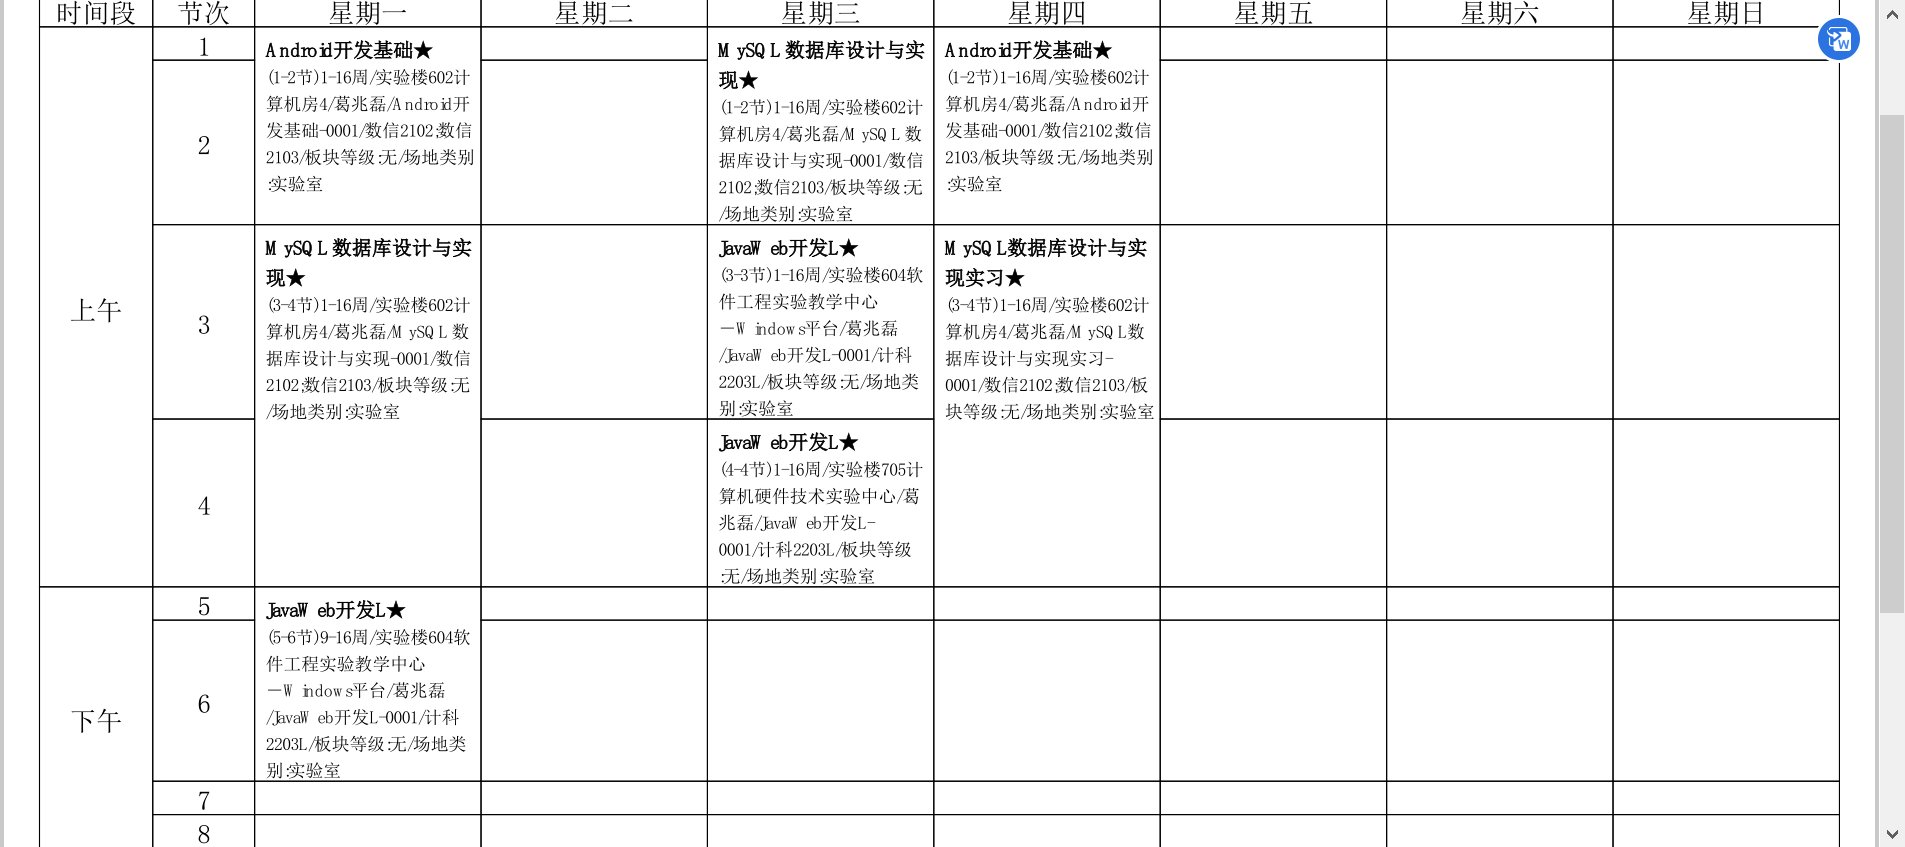 时间段 节次 星期一 星期二 星期三 星期四 星期五 星期六 星期日
上午
1
2
Android开发基础★
(1-2节)1-16周/实验楼602计
算机房4/葛兆磊/Android开
发基础-0001/数信2102;数信
2103/板块等级:无/场地类别
:实验室
MySQL数据库设计与实
现★
(1-2节)1-16周/实验楼602计
算机房4/葛兆磊/MySQL数
据库设计与实现-0001/数信
2102;数信2103/板块等级:无
/场地类别:实验室
Android开发基础★
(1-2节)1-16周/实验楼602计
算机房4/葛兆磊/Android开
发基础-0001/数信2102;数信
2103/板块等级:无/场地类别
:实验室
3
MySQL数据库设计与实
现★
(3-4节)1-16周/实验楼602计
算机房4/葛兆磊/MySQL数
据库设计与实现-0001/数信
2102;数信2103/板块等级:无
/场地类别:实验室
JavaWeb开发L★
(3-3节)1-16周/实验楼604软
件工程实验教学中心
－Windows平台/葛兆磊
/JavaWeb开发L-0001/计科
2203L/板块等级:无/场地类
别:实验室
MySQL数据库设计与实
现实习★
(3-4节)1-16周/实验楼602计
算机房4/葛兆磊/MySQL数
据库设计与实现实习-
0001/数信2102;数信2103/板
块等级:无/场地类别:实验室
4
JavaWeb开发L★
(4-4节)1-16周/实验楼705计
算机硬件技术实验中心/葛
兆磊/JavaWeb开发L-
0001/计科2203L/板块等级
:无/场地类别:实验室
下午
5
6
JavaWeb开发L★
(5-6节)9-16周/实验楼604软
件工程实验教学中心
－Windows平台/葛兆磊
/JavaWeb开发L-0001/计科
2203L/板块等级:无/场地类
别:实验室
7
8
W